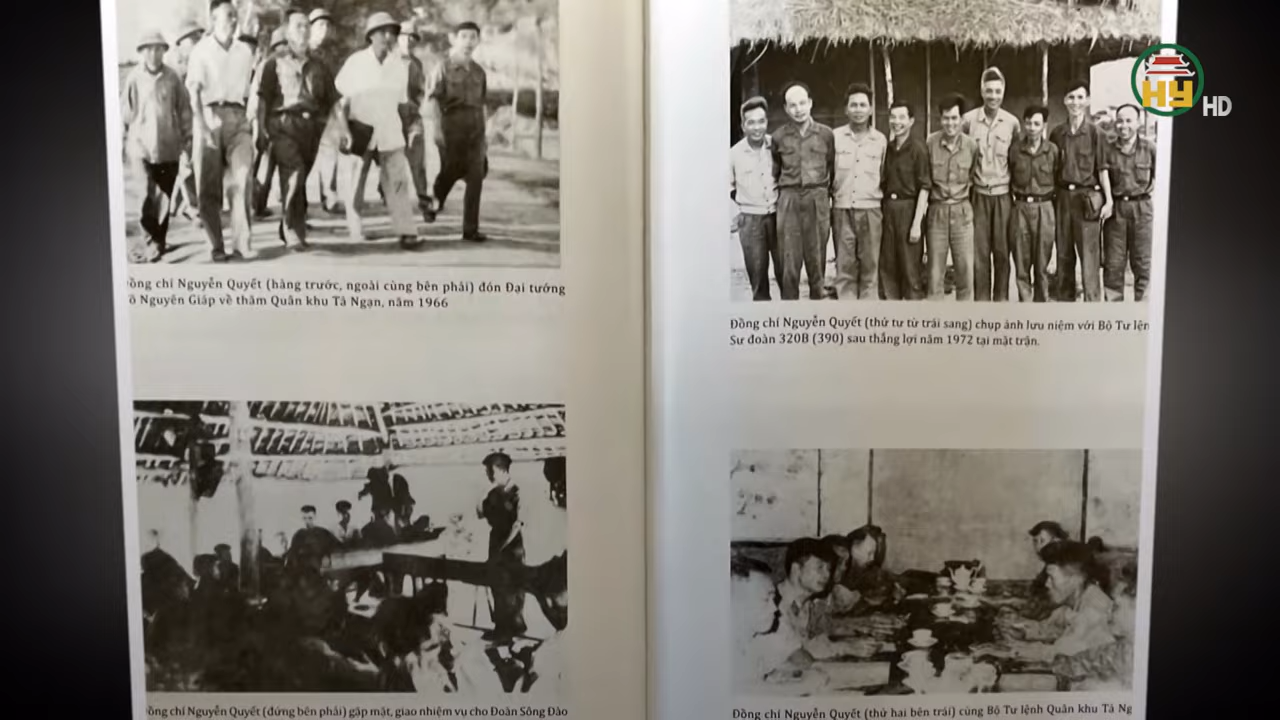 ồng chí Nguyễn Quyết (hàng trước, ngoài cùng bên phải) đón Đại tướng
õ Nguyên Giáp về thăm Quân khu Tả Ngạn, năm 1966
ồng chí Nguyễn Quyết (đứng bên phải) gặp mặt, giao nhiệm vụ cho Đoàn Sông Đào
HY HD
Đồng chí Nguyễn Quyết (thứ tư từ trái sang) chụp ảnh lưu niệm với Bộ Tư lện
Sư đoàn 320B (390) sau thắng lợi năm 1972 tại mặt trận.
Đồng chí Nguyễn Quyết (thứ hai bên trái) cùng Bộ Tư lệnh Quân khu Tả Ng